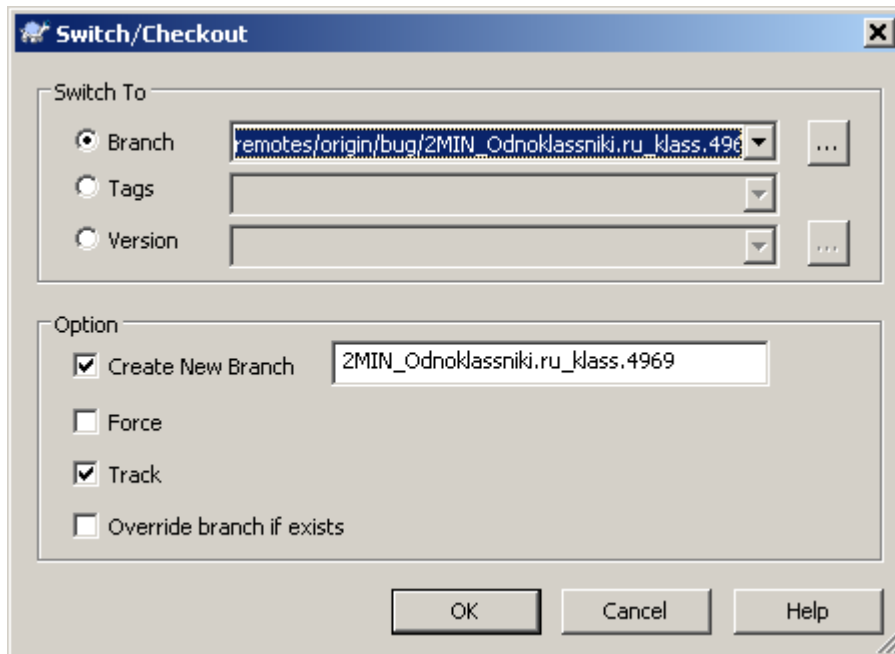 Switch/Checkout
Switch To
Branch
remotes/origin/bug/2MIN_Odnoklassniki.ru_klass.496
...
Tags
Version
...
Option
Create New Branch
2MIN_Odnoklassniki.ru_klass.4969
Force
Track
Override branch if exists
OK
Cancel
Help